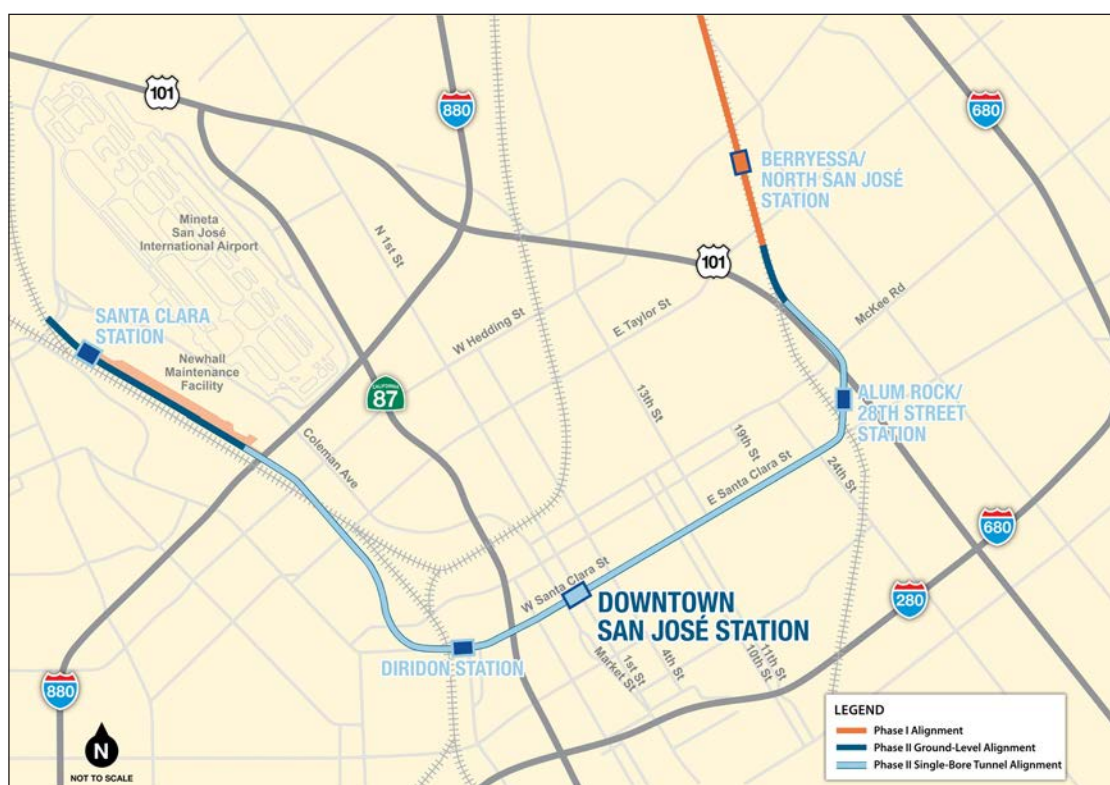 101
880
680
BERRYESSA/
NORTH SAN JOSÉ
STATION
Mineta
San José
International Airport
N 1st St
101
McKee Rd
SANTA CLARA
STATION
W Hedding St
E Taylor St
Newhall
Maintenance
Facility
CALIFORNIA
87
13th St
ALUM ROCK/
28TH STREET
STATION
Coleman Ave
19th St
24th St
E Santa Clara St
680
W Santa Clara St
DOWNTOWN
SAN JOSÉ STATION
280
DIRIDON STATION
Market St
1st St
4th St
10th St
11th St
880
N
NOT TO SCALE
LEGEND
Phase I Alignment
Phase II Ground-Level Alignment
Phase II Single-Bore Tunnel Alignment